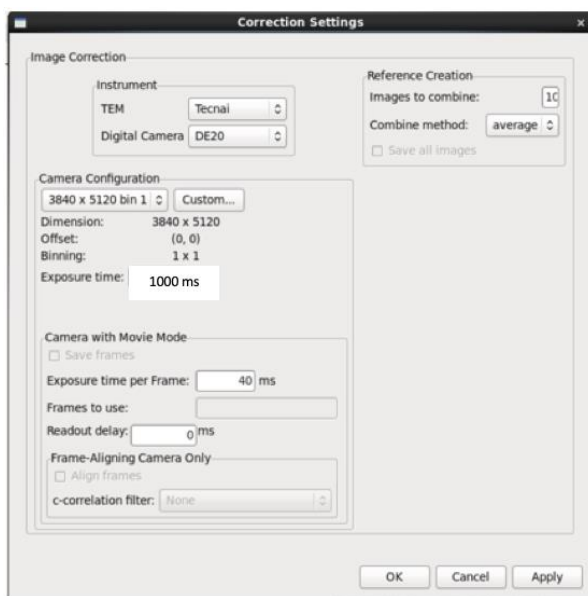 Correction Settings
Image Correction
Instrument
TEM Tecnai
Digital Camera DE20
Reference Creation
Images to combine: 10
Combine method: average
Save all images
Camera Configuration
3840 x 5120 bin 1 Custom...
Dimension: 3840 x 5120
Offset: (0, 0)
Binning: 1 x 1
Exposure time: 1000 ms
Camera with Movie Mode
Save frames
Exposure time per Frame: 40 ms
Frames to use:
Readout delay: 0 ms
Frame-Aligning Camera Only
Align frames
c-correlation filter: None
OK Cancel Apply